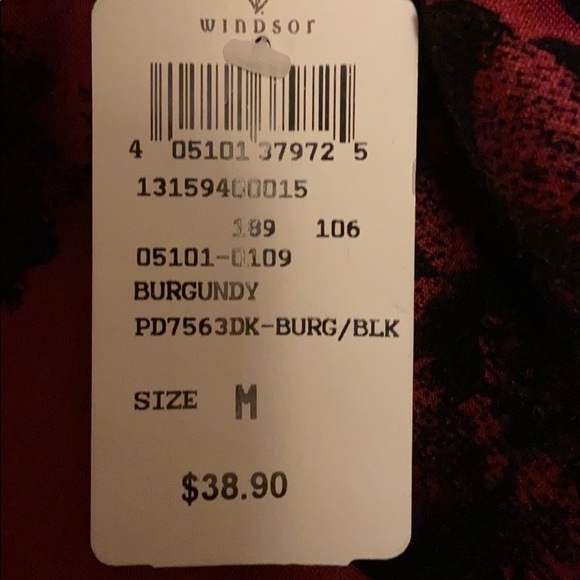 WINDSOR
4 05101 37972 5
13159400015
189 106
05101-0109
BURGUNDY
PD7563DK-BURG/BLK
SIZE M
$38.90